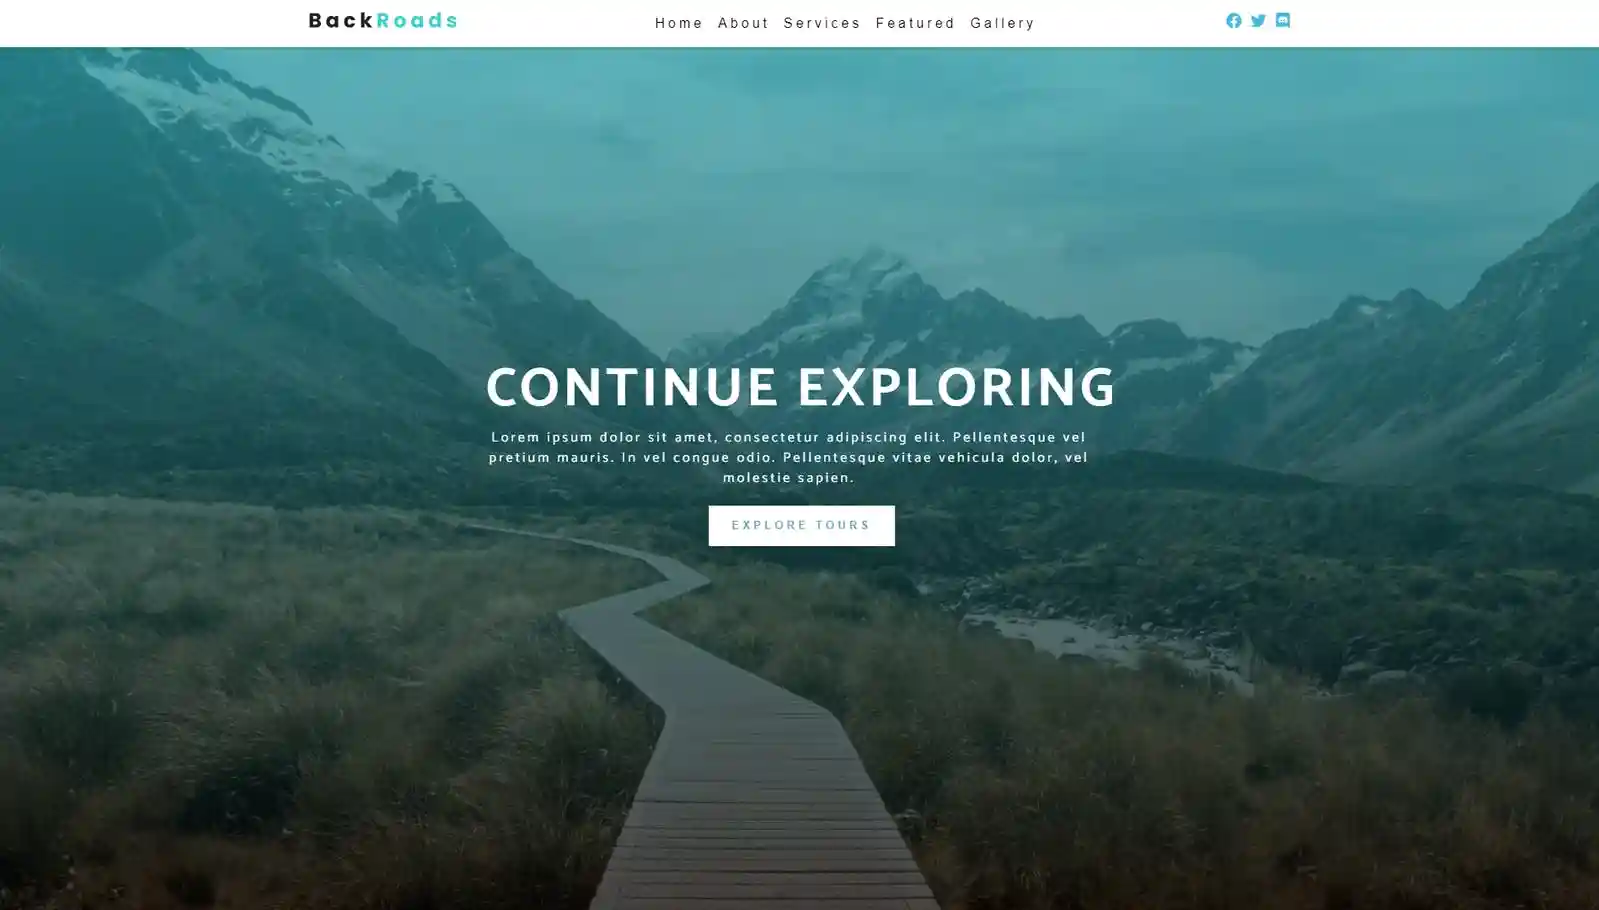 BackRoads
Home About Services Featured Gallery
CONTINUE EXPLORING
Lorem ipsum dolor sit amet, consectetur adipiscing elit. Pellentesque vel
pretium mauris. In vel congue odio. Pellentesque vitae vehicula dolor, vel
molestie sapien.
EXPLORE TOURS